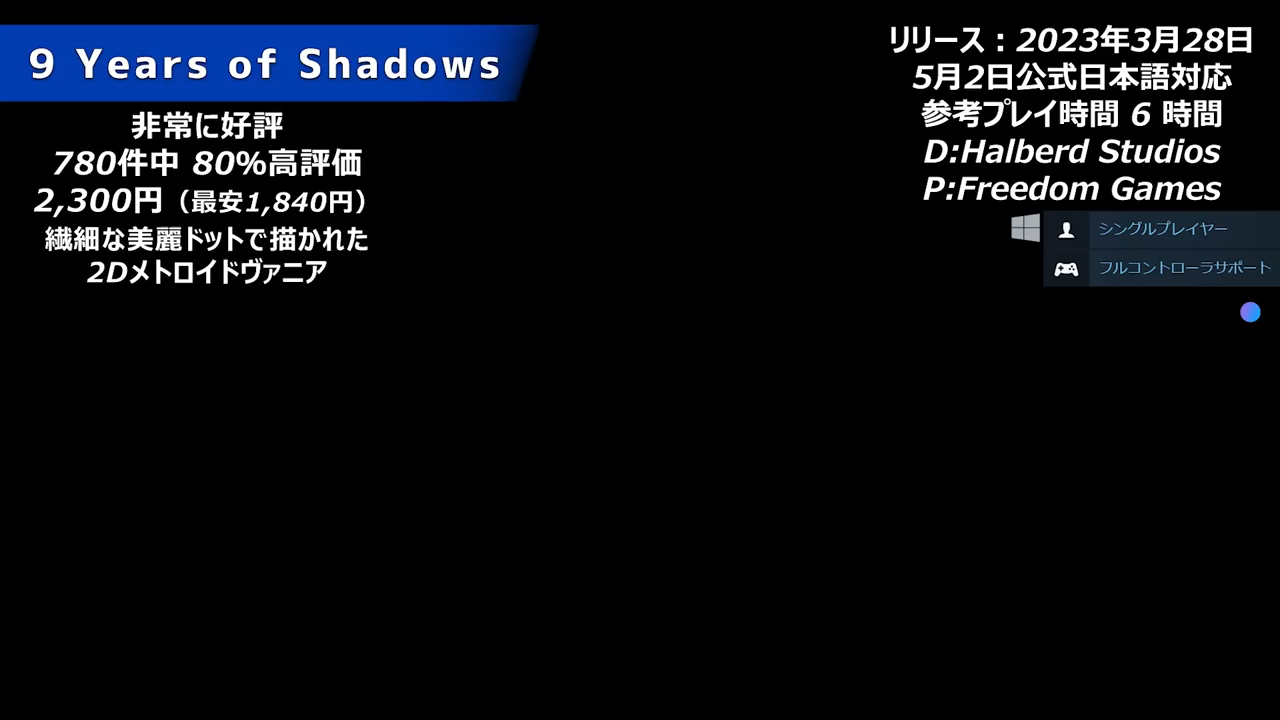 9 Years of Shadows
非常に好評
780件中 80%高評価
2,300円（最安1,840円）
繊細な美麗ドットで描かれた
2Dメトロイドヴァニア
リリース：2023年3月28日
5月2日公式日本語対応
参考プレイ時間 6 時間
D:Halberd Studios
P:Freedom Games
シングルプレイヤー
フルコントローラサポート